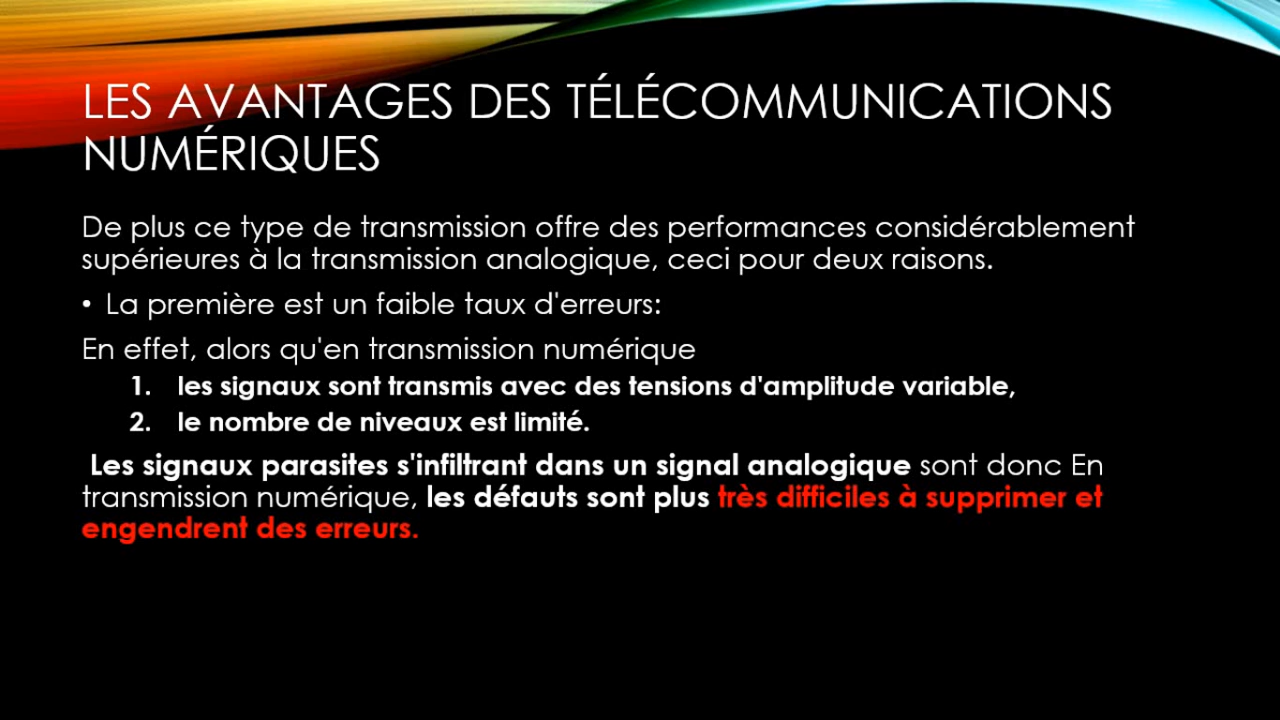 LES AVANTAGES DES TÉLÉCOMMUNICATIONS
NUMÉRIQUES
De plus ce type de transmission offre des performances considérablement
supérieures à la transmission analogique, ceci pour deux raisons.
• La première est un faible taux d'erreurs:
En effet, alors qu'en transmission numérique
1. les signaux sont transmis avec des tensions d'amplitude variable,
2. le nombre de niveaux est limité.
Les signaux parasites s'infiltrant dans un signal analogique sont donc En
transmission numérique, les défauts sont plus très difficiles à supprimer et
engendrent des erreurs.